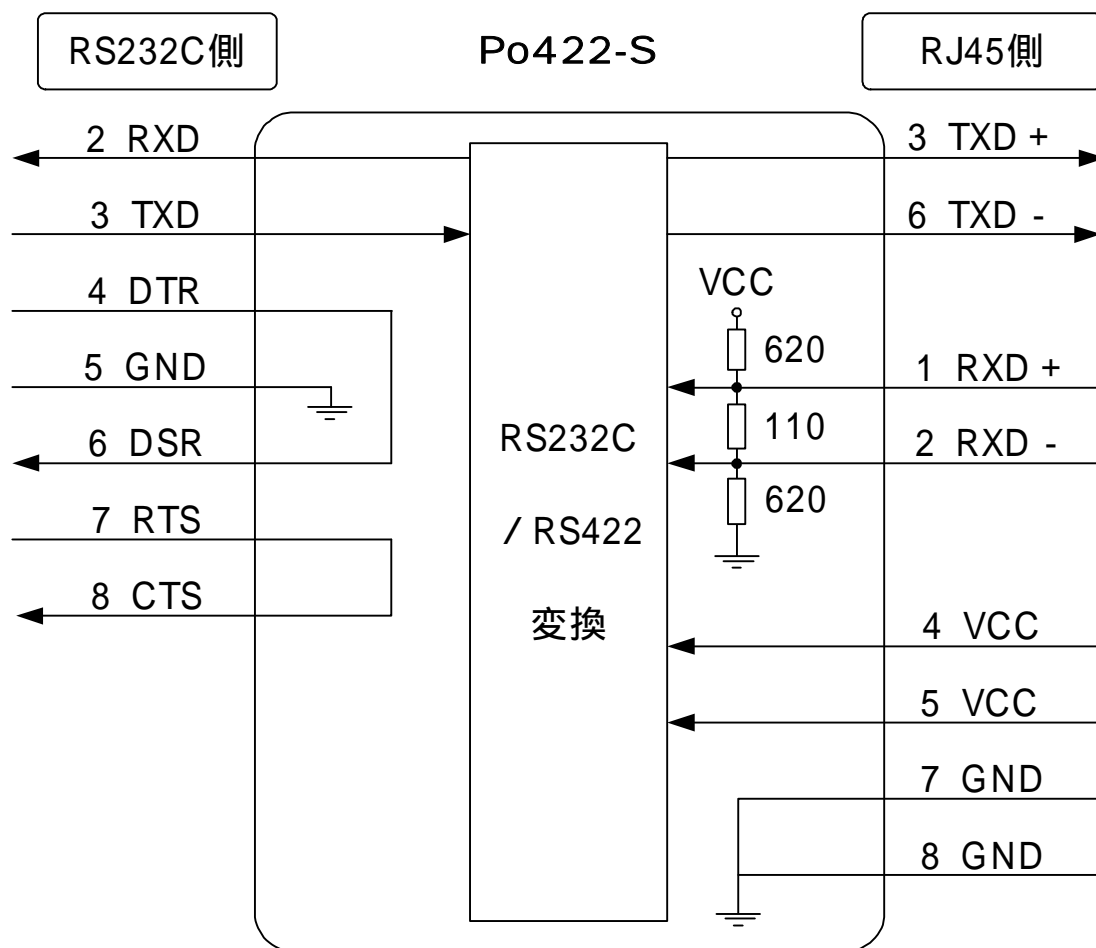 RS232C側
Po422-S
RJ45側
2 RXD
3 TXD
4 DTR
5 GND
6 DSR
7 RTS
8 CTS
RS232C
/ RS422
変換
VCC
620
110
620
3 TXD +
6 TXD -
1 RXD +
2 RXD -
4 VCC
5 VCC
7 GND
8 GND